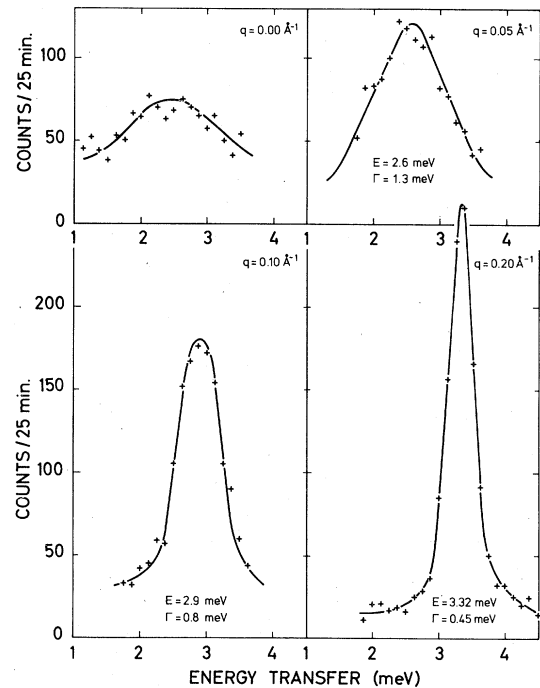 q = 0.00 Å⁻¹
q = 0.05 Å⁻¹
COUNTS / 25 min.
100
50
0
E = 2.6 meV
Γ = 1.3 meV
1 2 3 4
1 2 3 4
q = 0.10 Å⁻¹
q = 0.20 Å⁻¹
COUNTS / 25 min.
200
150
100
50
0
E = 2.9 meV
Γ = 0.8 meV
E = 3.32 meV
Γ = 0.45 meV
1 2 3 4
1 2 3 4
ENERGY TRANSFER (meV)